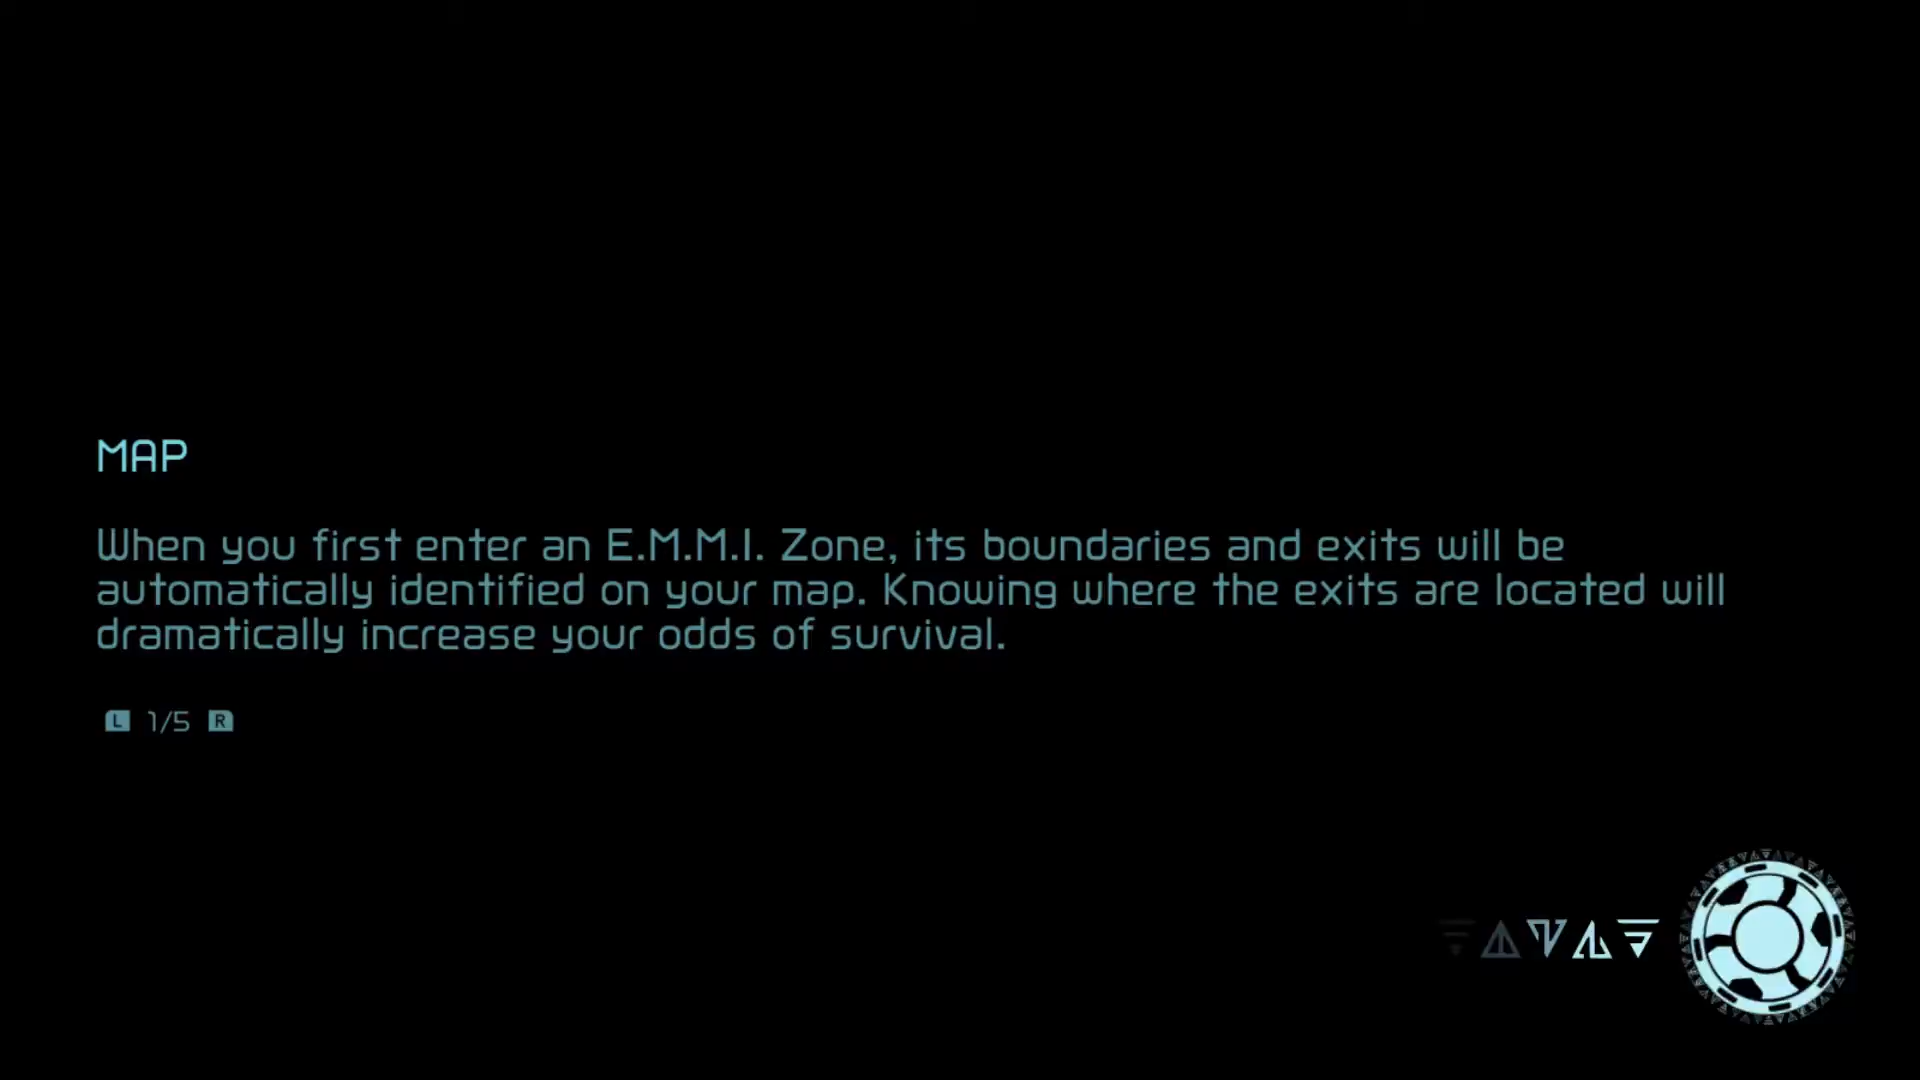 MAP
When you first enter an E.M.M.I. Zone, its boundaries and exits will be
automatically identified on your map. Knowing where the exits are located will
dramatically increase your odds of survival.
L 1/5 R